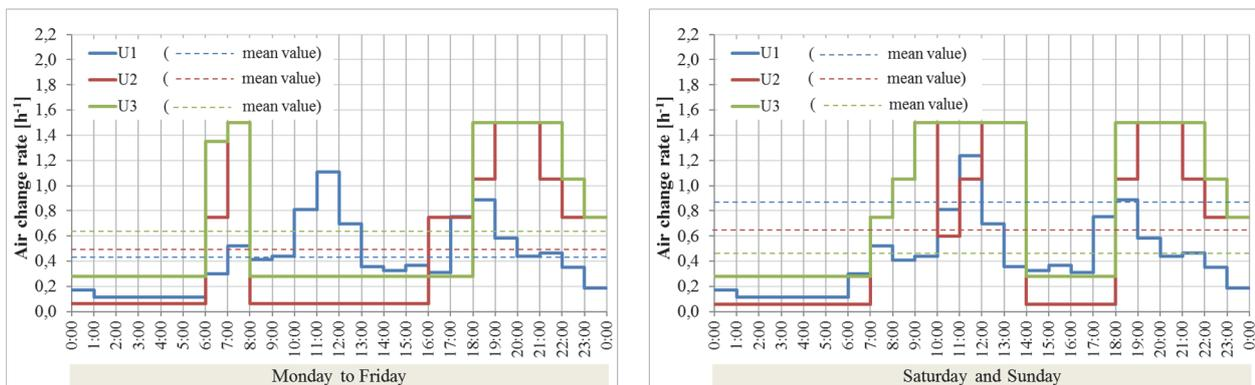 Air change rate [h⁻¹]
2,2
2,0
1,8
1,6
1,4
1,2
1,0
0,8
0,6
0,4
0,2
0,0
U1 ( ------------ mean value)
U2 ( ------------ mean value)
U3 ( ------------ mean value)
0:00 1:00 2:00 3:00 4:00 5:00 6:00 7:00 8:00 9:00 10:00 11:00 12:00 13:00 14:00 15:00 16:00 17:00 18:00 19:00 20:00 21:00 22:00 23:00 0:00
Monday to Friday
Air change rate [h⁻¹]
2,2
2,0
1,8
1,6
1,4
1,2
1,0
0,8
0,6
0,4
0,2
0,0
U1 ( ------------ mean value)
U2 ( ------------ mean value)
U3 ( ------------ mean value)
0:00 1:00 2:00 3:00 4:00 5:00 6:00 7:00 8:00 9:00 10:00 11:00 12:00 13:00 14:00 15:00 16:00 17:00 18:00 19:00 20:00 21:00 22:00 23:00 0:00
Saturday and Sunday